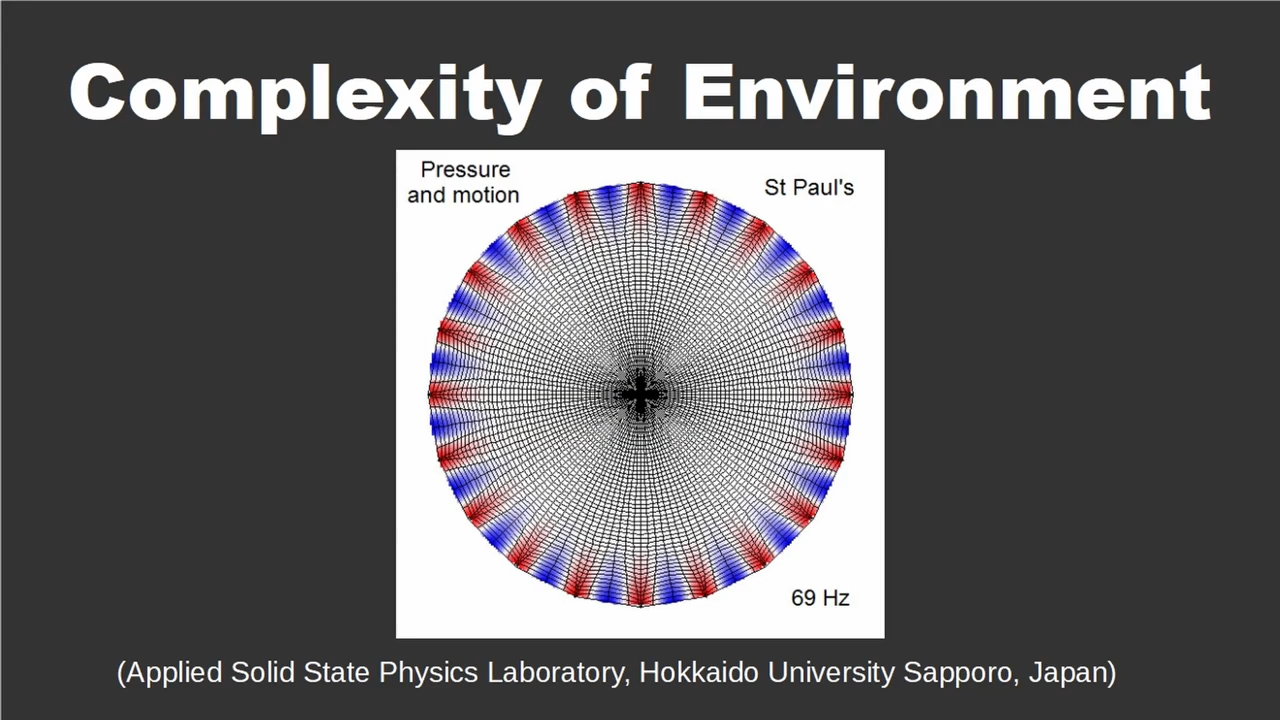 Complexity of Environment
Pressure
and motion
St Paul's
69 Hz
(Applied Solid State Physics Laboratory, Hokkaido University Sapporo, Japan)